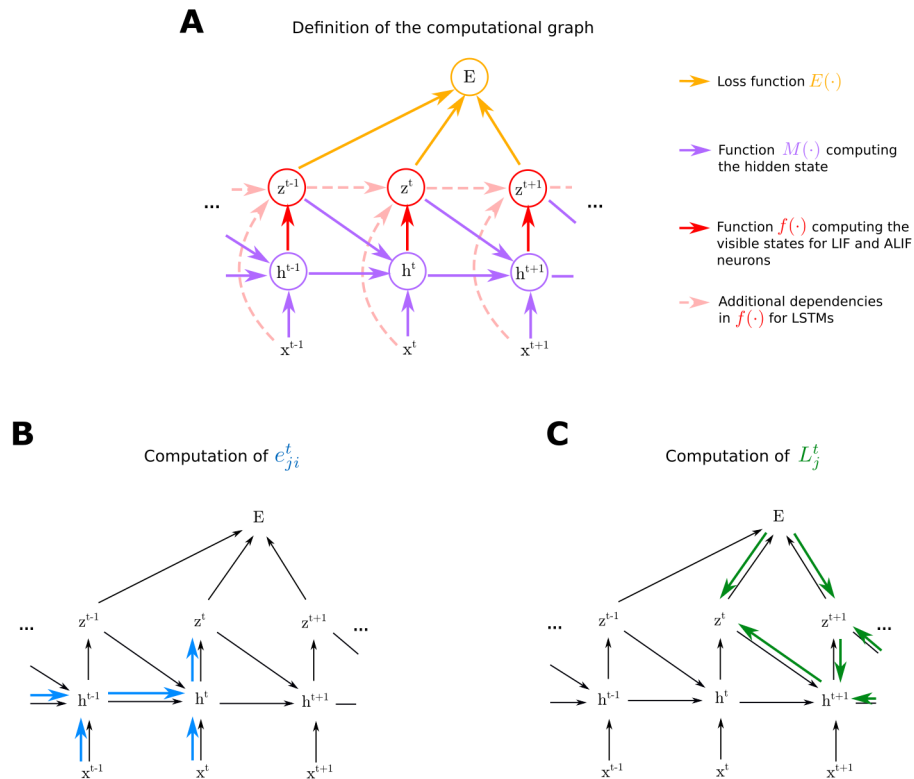 A
Definition of the computational graph
E
Loss function E(·)
Function M(·) computing
the hidden state
z^{t-1} z^{t} z^{t+1}
... ...
Function f(·) computing the
visible states for LIF and ALIF
neurons
h^{t-1} h^{t} h^{t+1}
Additional dependencies
in f(·) for LSTMs
x^{t-1} x^{t} x^{t+1}
B
Computation of e^{t}_{ji}
E
z^{t-1} z^{t} z^{t+1}
... ...
h^{t-1} h^{t} h^{t+1}
x^{t-1} x^{t} x^{t+1}
C
Computation of L^{t}_{j}
E
z^{t-1} z^{t} z^{t+1}
... ...
h^{t-1} h^{t} h^{t+1}
x^{t-1} x^{t} x^{t+1}